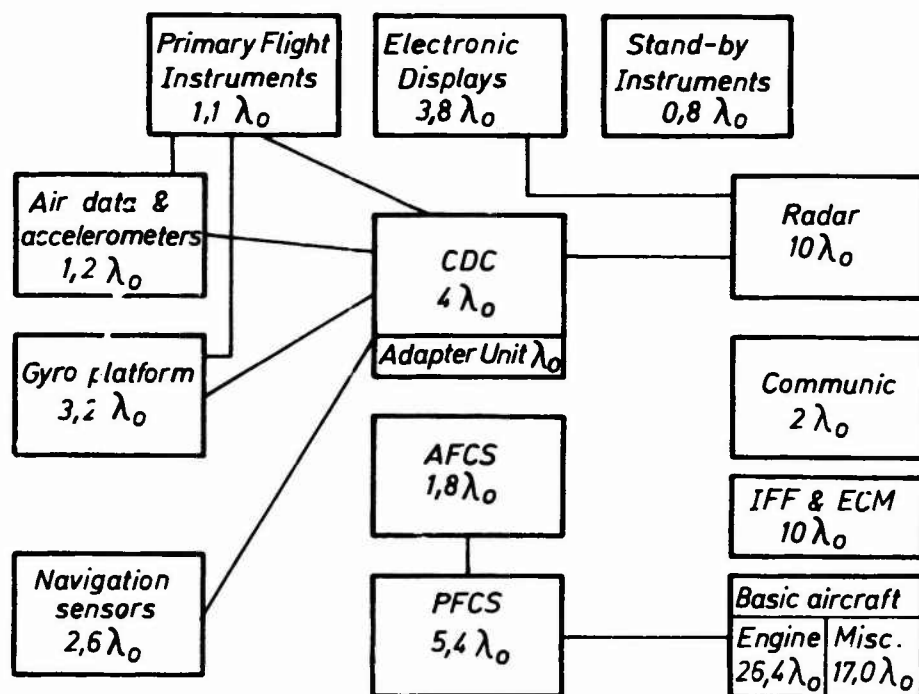 Primary Flight
Instruments
1,1 λo
Electronic
Displays
3,8 λo
Stand-by
Instruments
0,8 λo
Air data &
accelerometers
1,2 λo
CDC
4 λo
Adapter Unit λo
Radar
10 λo
Gyro platform
3,2 λo
Communic
2 λo
AFCS
1,8 λo
IFF & ECM
10 λo
Navigation
sensors
2,6 λo
PFCS
5,4 λo
Basic aircraft
Engine
26,4 λo
Misc.
17,0 λo